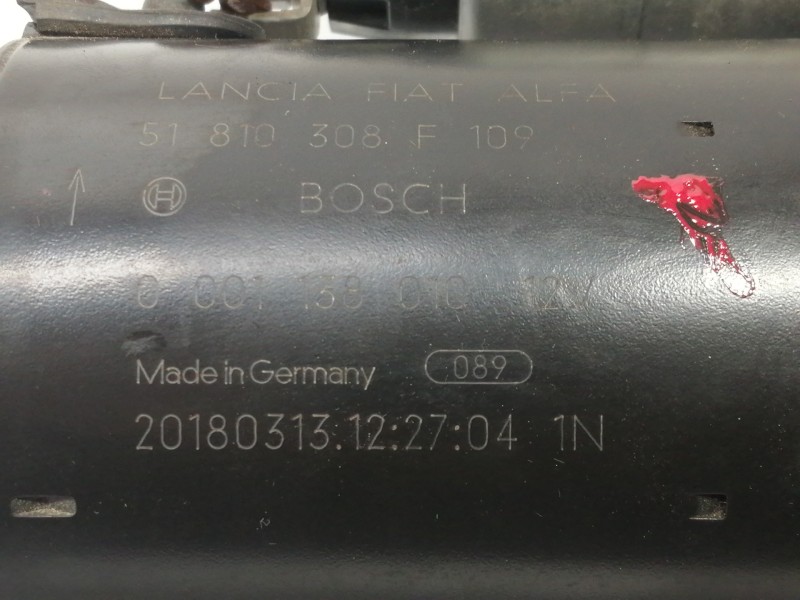 LANCIA FIAT ALFA
51 810 308 F 109
H BOSCH
0 001 138 010 12V
Made in Germany 089
20180313.12:27:04 1N